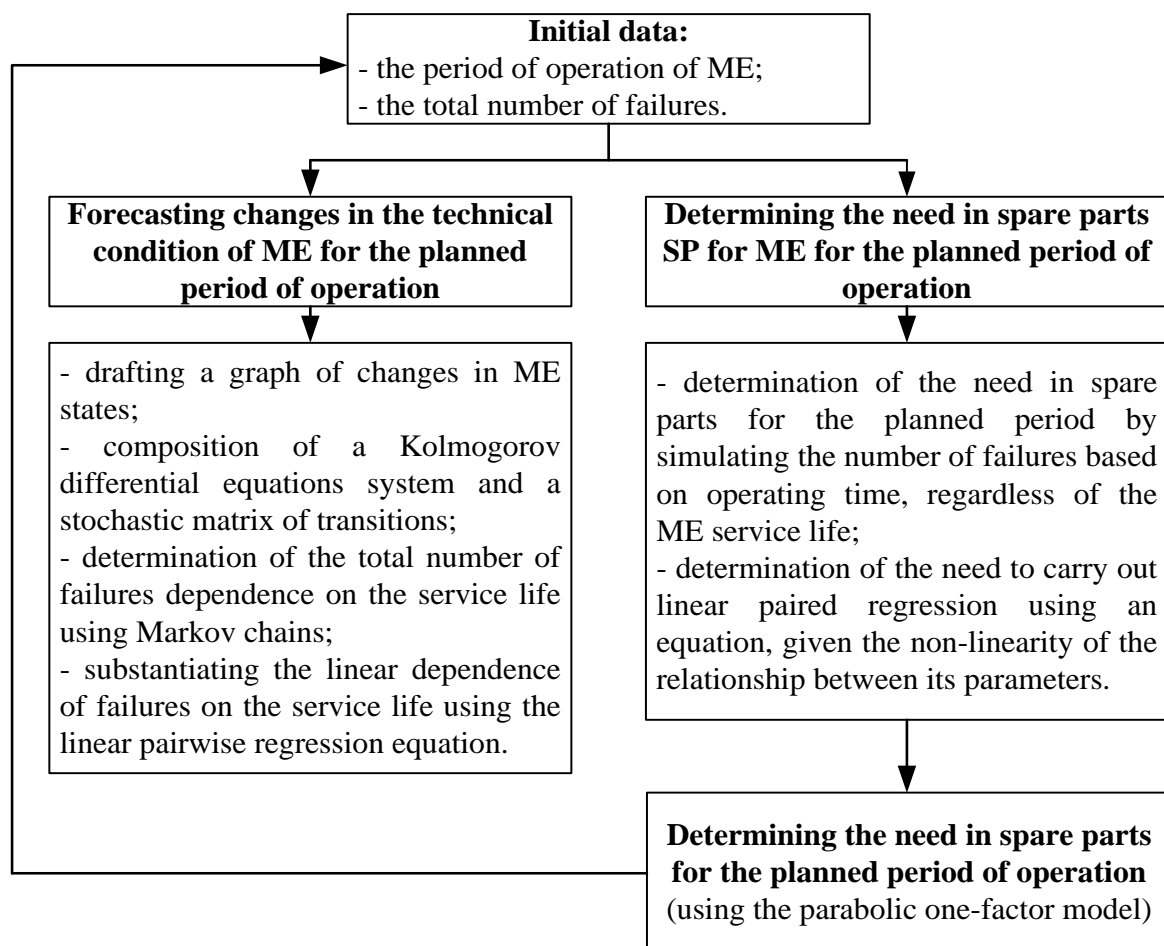 Initial data:
- the period of operation of ME;
- the total number of failures.
Forecasting changes in the technical
condition of ME for the planned
period of operation
- drafting a graph of changes in ME
states;
- composition of a Kolmogorov
differential equations system and a
stochastic matrix of transitions;
- determination of the total number of
failures dependence on the service life
using Markov chains;
- substantiating the linear dependence
of failures on the service life using the
linear pairwise regression equation.
Determining the need in spare parts
SP for ME for the planned period of
operation
- determination of the need in spare
parts for the planned period by
simulating the number of failures based
on operating time, regardless of the
ME service life;
- determination of the need to carry out
linear paired regression using an
equation, given the non-linearity of the
relationship between its parameters.
Determining the need in spare parts
for the planned period of operation
(using the parabolic one-factor model)